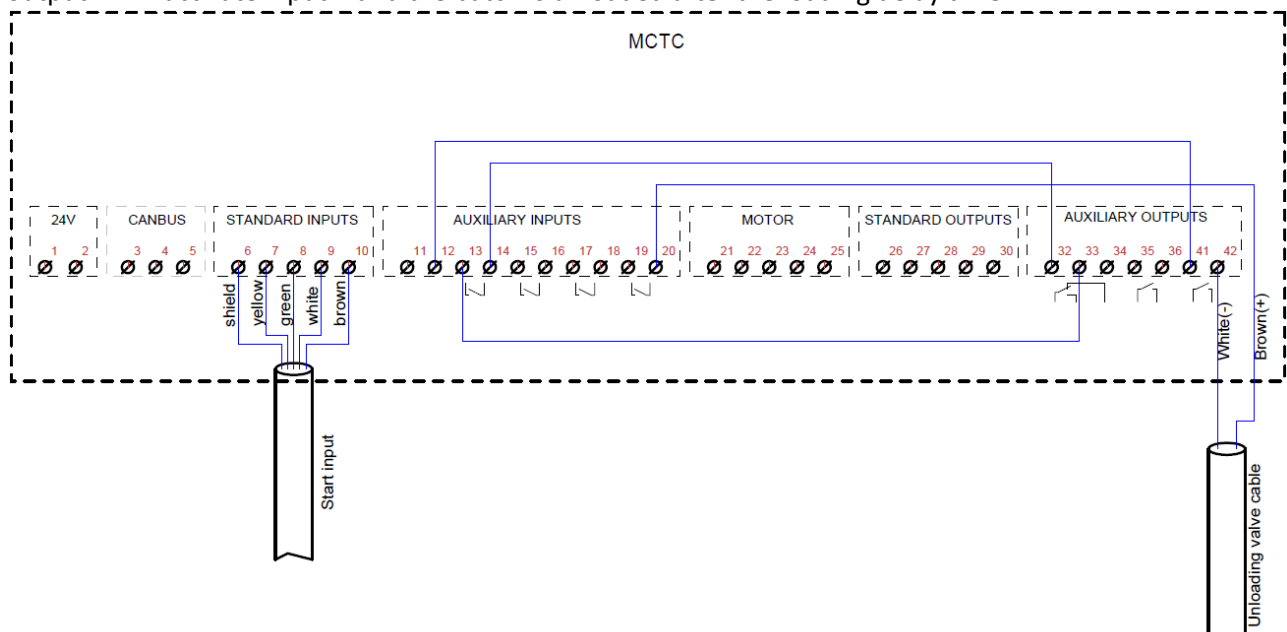 MCTC
24V
CANBUS
STANDARD INPUTS
AUXILIARY INPUTS
MOTOR
STANDARD OUTPUTS
AUXILIARY OUTPUTS
1 2
3 4 5
6 7 8 9 10
11 12 13 14 15 16 17 18 19 20
21 22 23 24 25
26 27 28 29 30
32 33 34 35 36 41 42
shield
yellow
green
white
brown
White(-)
Brown(+)
Start input
Unloading valve cable